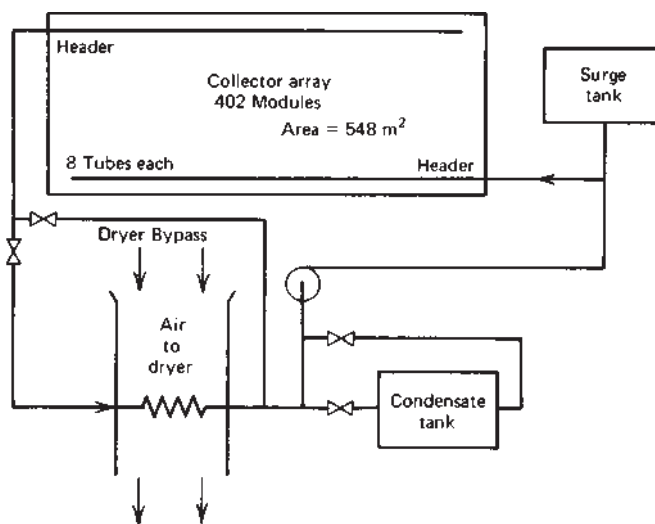 Header
Collector array
402 Modules
Area = 548 m²
8 Tubes each
Header
Surge
tank
Dryer Bypass
Air
to
dryer
Condensate
tank